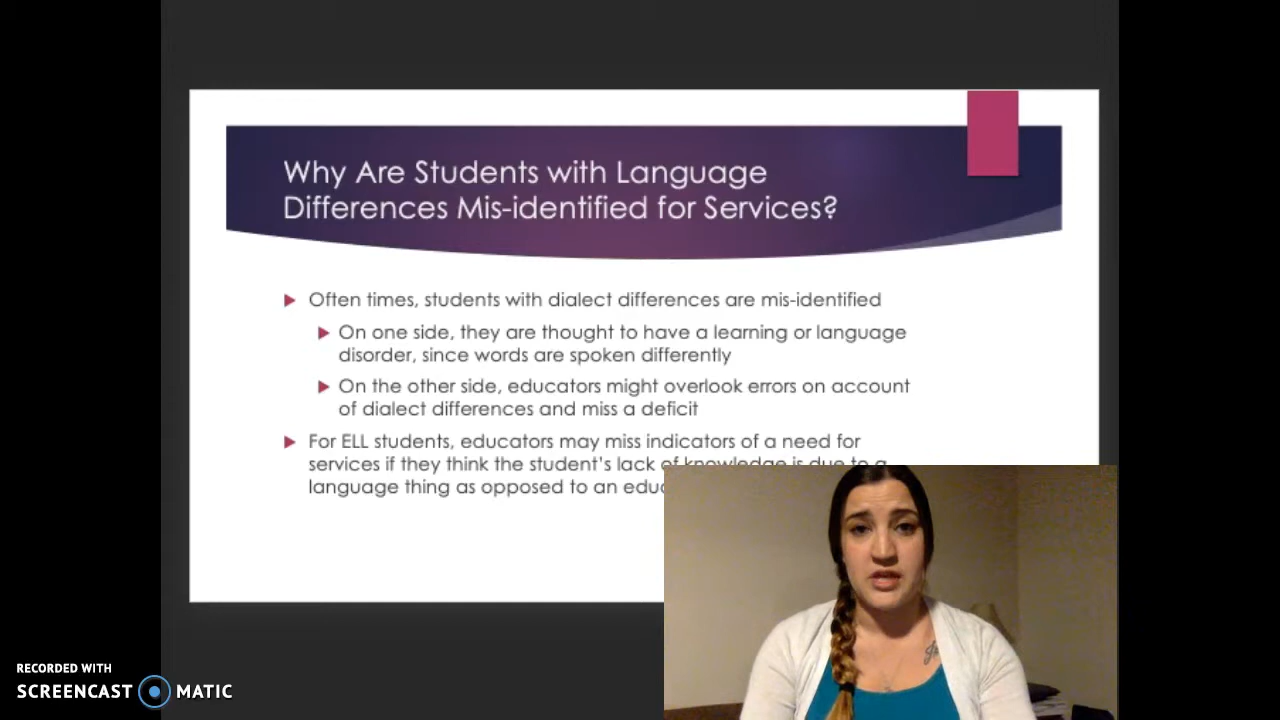 Why Are Students with Language
Differences Mis-identified for Services?
Often times, students with dialect differences are mis-identified
On one side, they are thought to have a learning or language
disorder, since words are spoken differently
On the other side, educators might overlook errors on account
of dialect differences and miss a deficit
For ELL students, educators may miss indicators of a need for
services if they think the student's lack of knowledge is due to a
language thing as opposed to an
RECORDED WITH
SCREENCAST MATIC